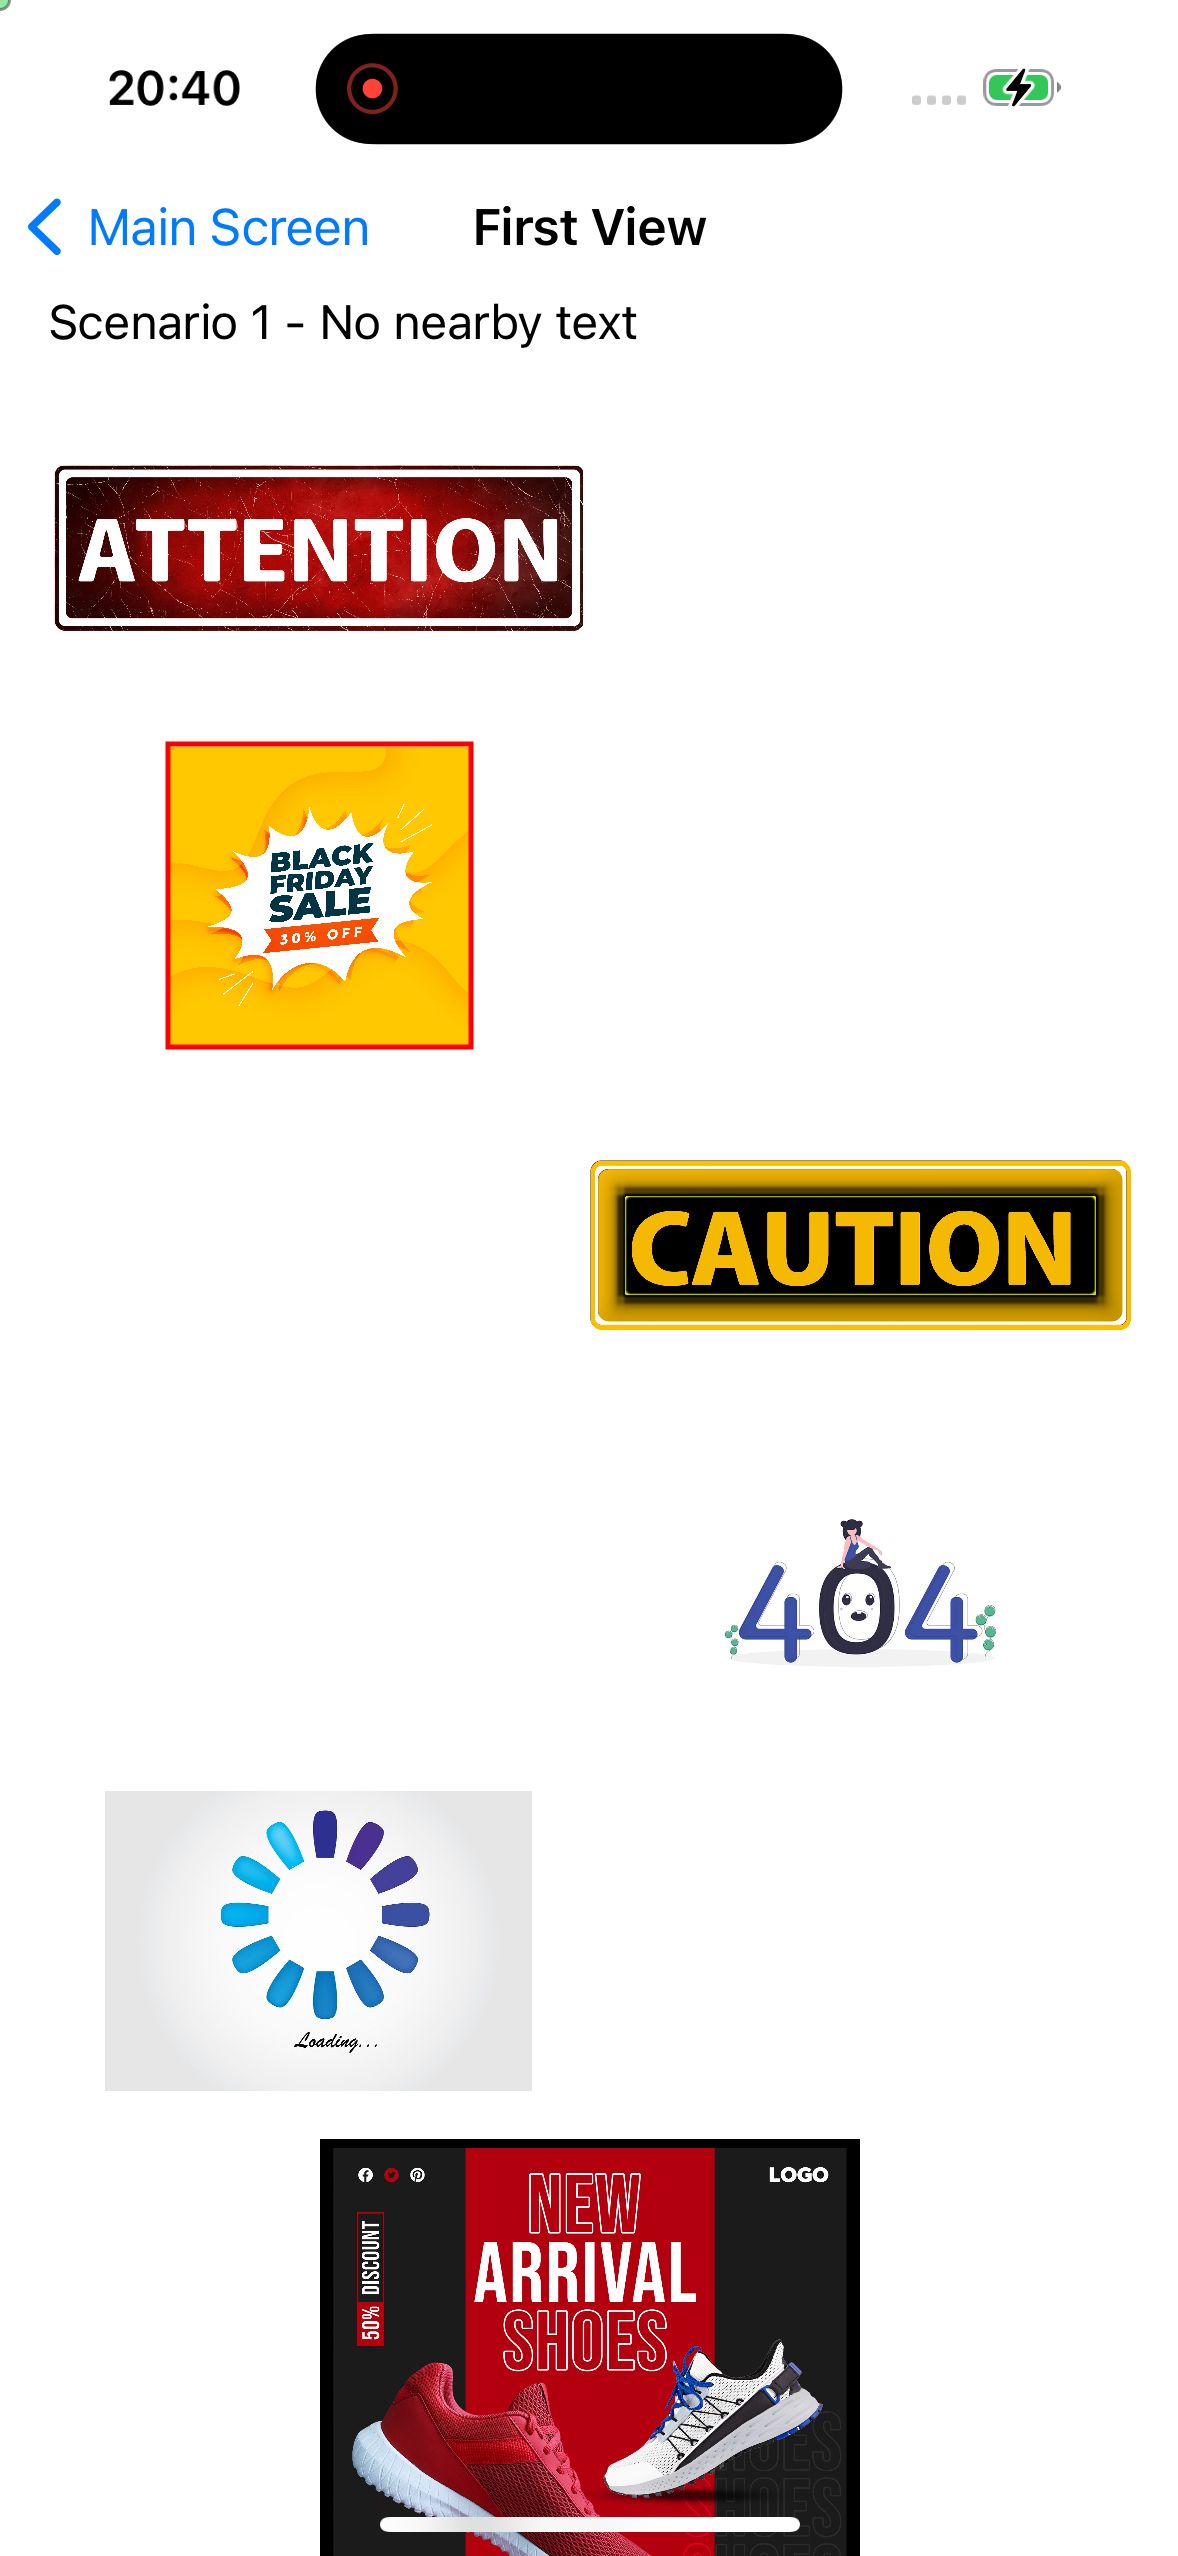 20:40
Main Screen
First View
Scenario 1 - No nearby text
ATTENTION
BLACK
FRIDAY
SALE
30% OFF
CAUTION
404
Loading...
LOGO
NEW
ARRIVAL
SHOES
50% DISCOUNT
SHOES
SHOES